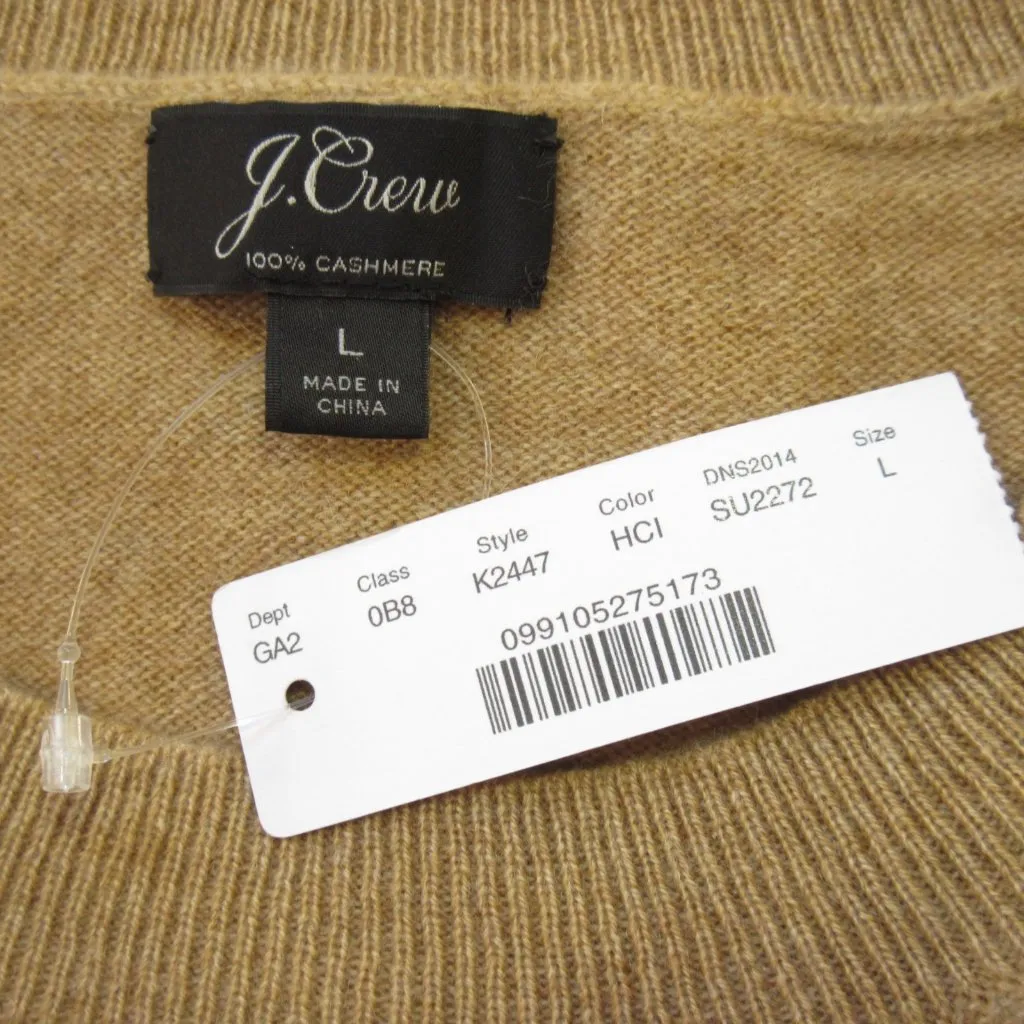 J.Crew
100% CASHMERE
L
MADE IN
CHINA
Dept Class Style Color DNS2014 Size
GA2 0B8 K2447 HCI SU2272 L
099105275173